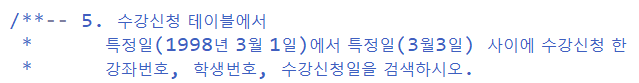 /**-- 5. 수강신청 테이블에서
* 특정일(1998년 3월 1일)에서 특정일(3월3일) 사이에 수강신청 한
* 강좌번호, 학생번호, 수강신청일을 검색하시오.